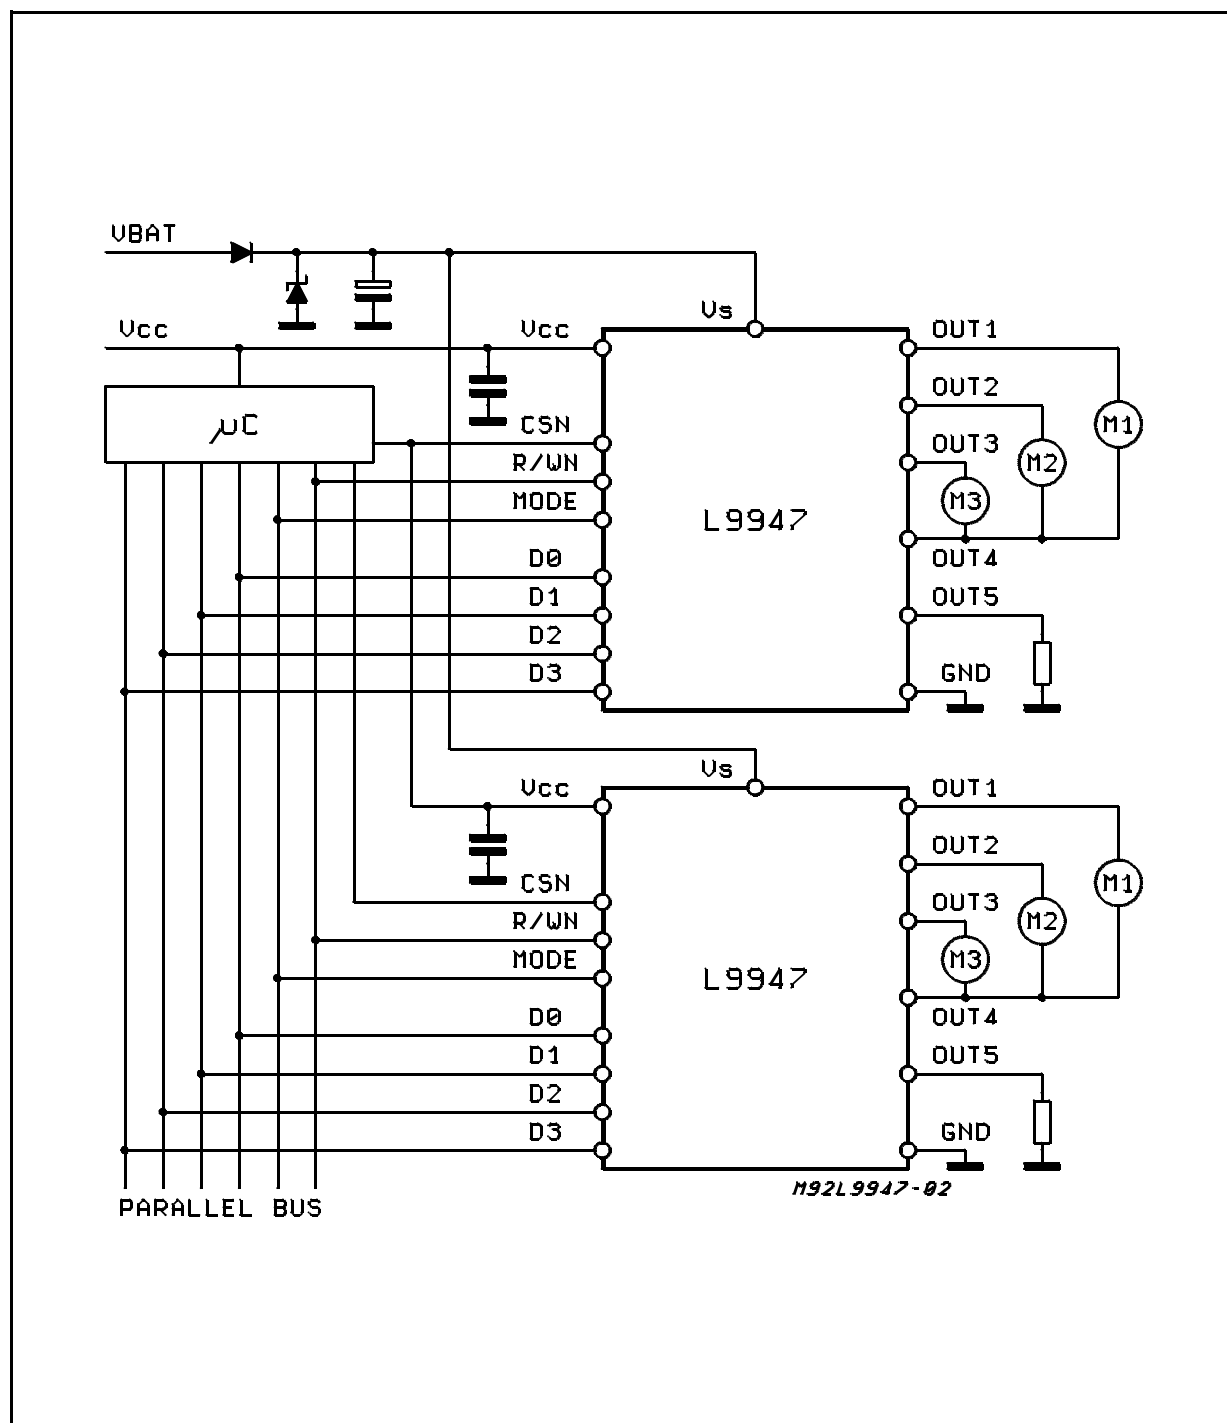 VBAT
Vcc
Vs
Vcc
OUT1
OUT2
M1
µC
CSN
OUT3
M2
R/WN
MODE
M3
L9947
D0
OUT4
D1
OUT5
D2
D3
GND
Vs
Vcc
OUT1
OUT2
M1
CSN
OUT3
M2
R/WN
MODE
M3
L9947
D0
OUT4
D1
OUT5
D2
D3
GND
M92L9947-02
PARALLEL BUS